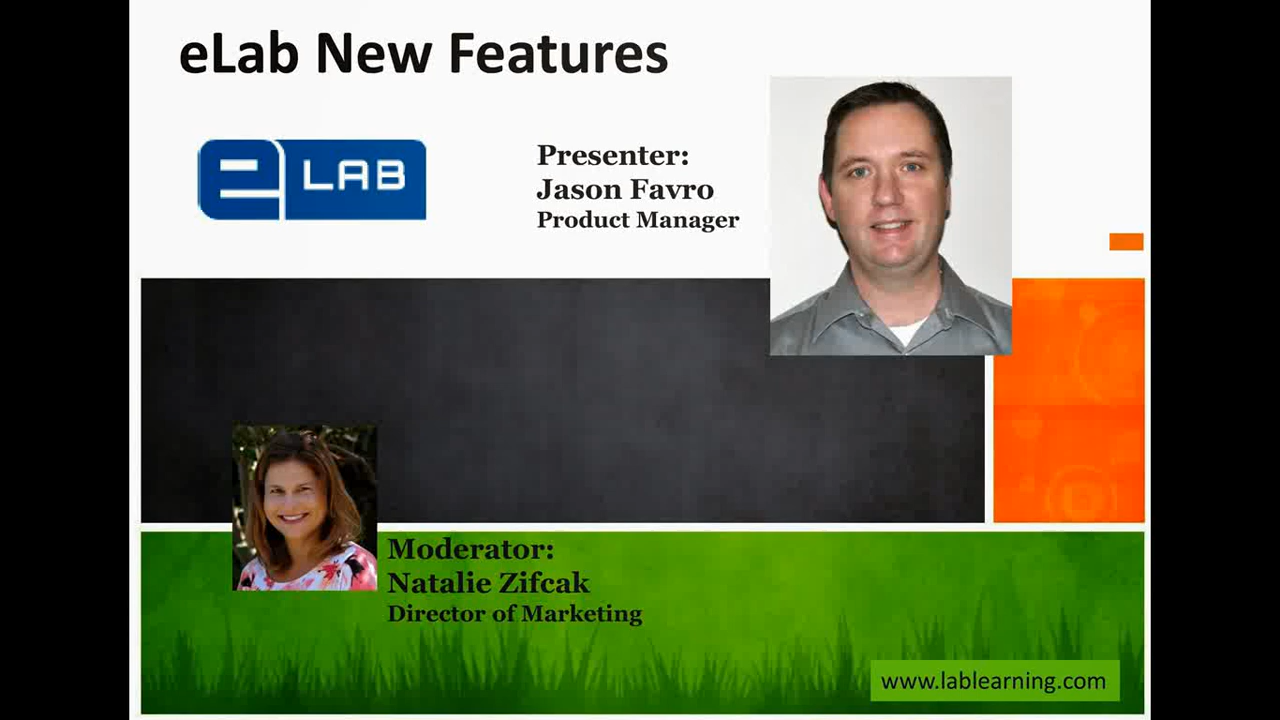 eLab New Features
e LAB
Presenter:
Jason Favro
Product Manager
Moderator:
Natalie Zifcak
Director of Marketing
www.lablearning.com